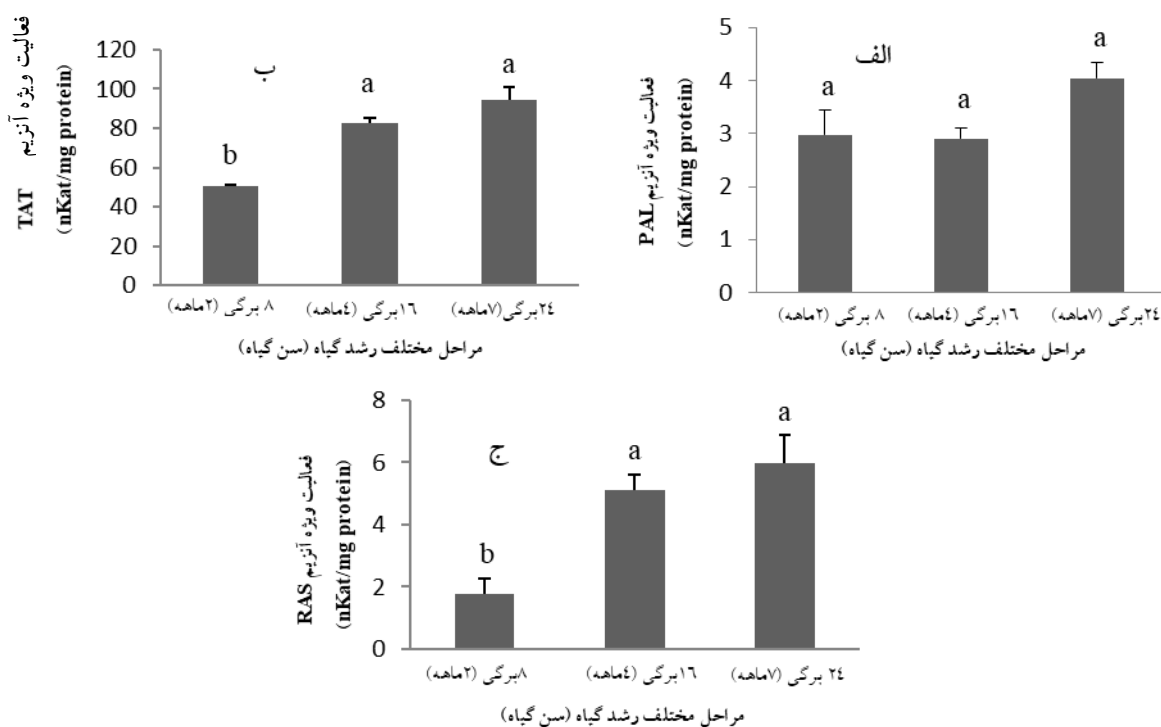 فعالیت ویژه آنزیم
TAT
(nKat/mg protein)
120
100
80
60
40
20
0
ب
b
a
a
۸ برگی (۲ماهه)
۱۶برگی (٤ماهه)
۲٤برگی(۷ماهه)
مراحل مختلف رشد گیاه (سن گیاه)
فعالیت ویژه آنزیم PAL
(nKat/mg protein)
5
4
3
2
1
0
الف
a
a
a
۸ برگی (۲ماهه)
۱۶برگی (٤ماهه)
۲٤برگی (۷ماهه)
مراحل مختلف رشد گیاه (سن گیاه)
فعالیت ویژه آنزیم RAS
(nKat/mg protein)
8
6
4
2
0
ج
b
a
a
۸برگی (۲ماهه)
۱۶برگی (٤ماهه)
۲٤ برگی (۷ماهه)
مراحل مختلف رشد گیاه (سن گیاه)